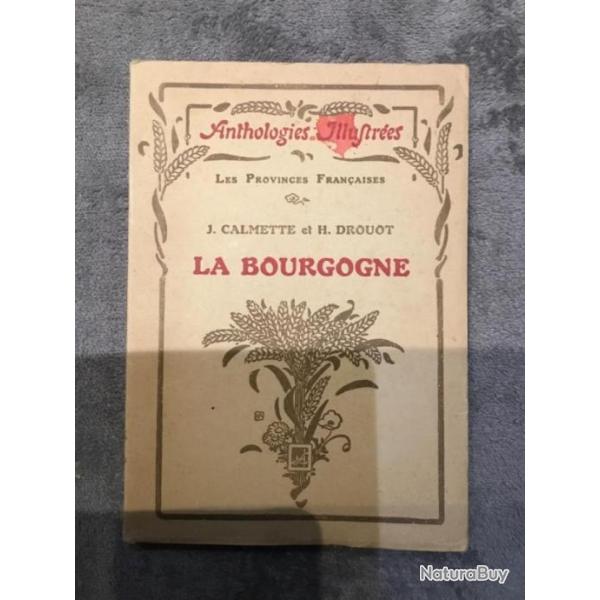 Anthologies Illustrées
LES PROVINCES FRANÇAISES
J. CALMETTE et H. DROUOT
LA BOURGOGNE
NaturaBuy